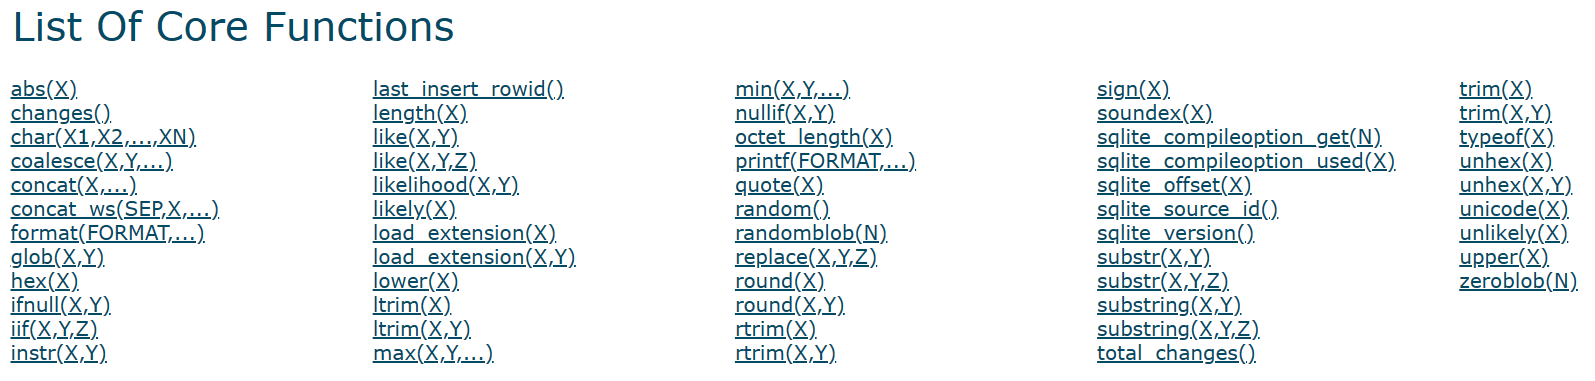 List Of Core Functions
abs(X)
changes()
char(X1,X2,...,XN)
coalesce(X,Y,...)
concat(X,...)
concat_ws(SEP,X,...)
format(FORMAT,...)
glob(X,Y)
hex(X)
ifnull(X,Y)
iif(X,Y,Z)
instr(X,Y)
last_insert_rowid()
length(X)
like(X,Y)
like(X,Y,Z)
likelihood(X,Y)
likely(X)
load_extension(X)
load_extension(X,Y)
lower(X)
ltrim(X)
ltrim(X,Y)
max(X,Y,...)
min(X,Y,...)
nullif(X,Y)
octet_length(X)
printf(FORMAT,...)
quote(X)
random()
randomblob(N)
replace(X,Y,Z)
round(X)
round(X,Y)
rtrim(X)
rtrim(X,Y)
sign(X)
soundex(X)
sqlite_compileoption_get(N)
sqlite_compileoption_used(X)
sqlite_offset(X)
sqlite_source_id()
sqlite_version()
substr(X,Y)
substr(X,Y,Z)
substring(X,Y)
substring(X,Y,Z)
total_changes()
trim(X)
trim(X,Y)
typeof(X)
unhex(X)
unhex(X,Y)
unicode(X)
unlikely(X)
upper(X)
zeroblob(N)